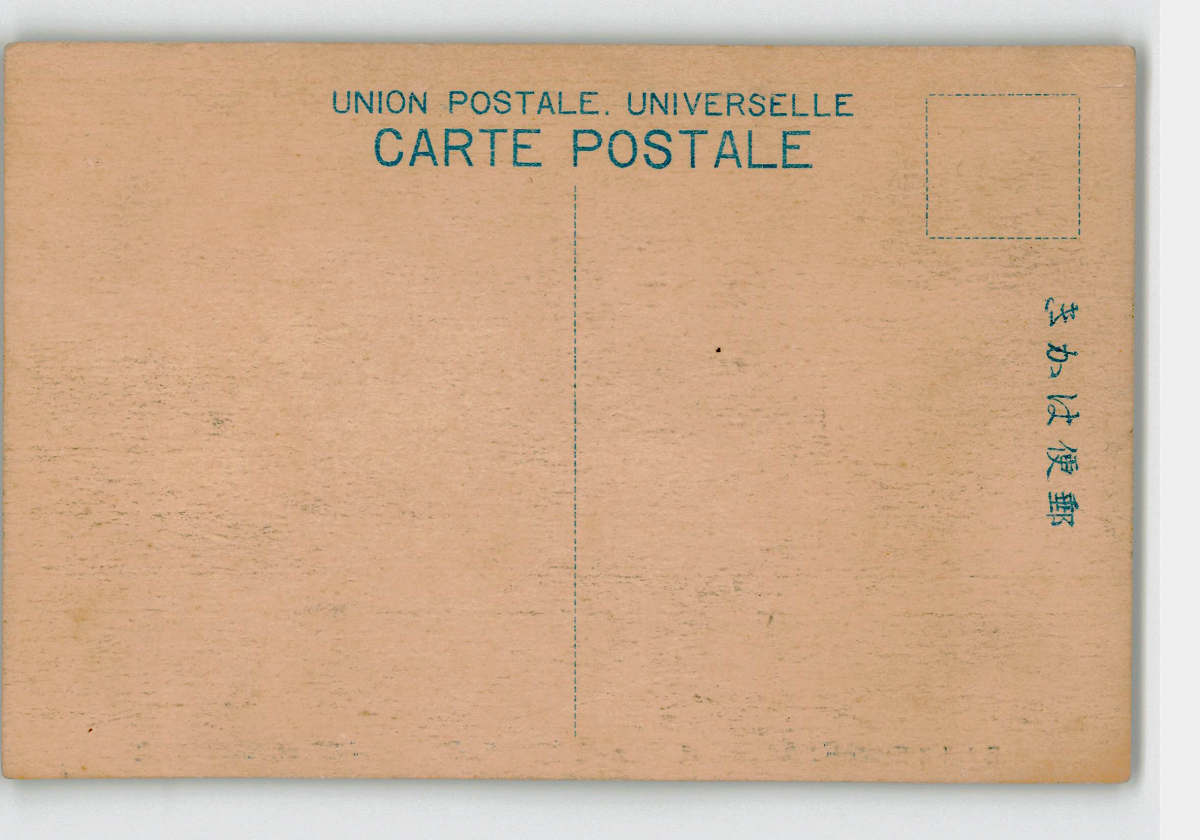 UNION POSTALE. UNIVERSELLE
CARTE POSTALE
きかは便郵